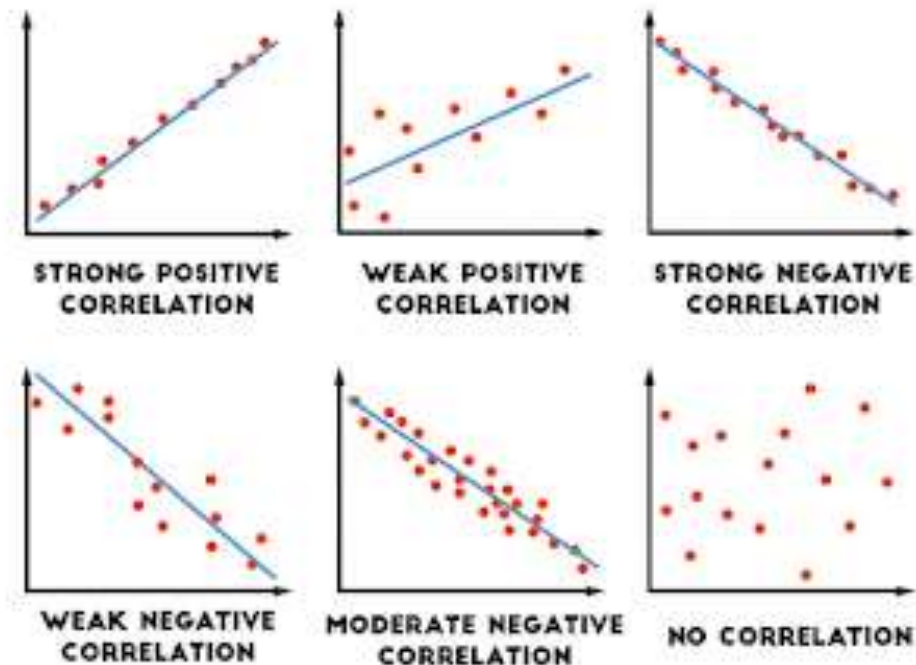 STRONG POSITIVE
CORRELATION
WEAK POSITIVE
CORRELATION
STRONG NEGATIVE
CORRELATION
WEAK NEGATIVE
CORRELATION
MODERATE NEGATIVE
CORRELATION
NO CORRELATION